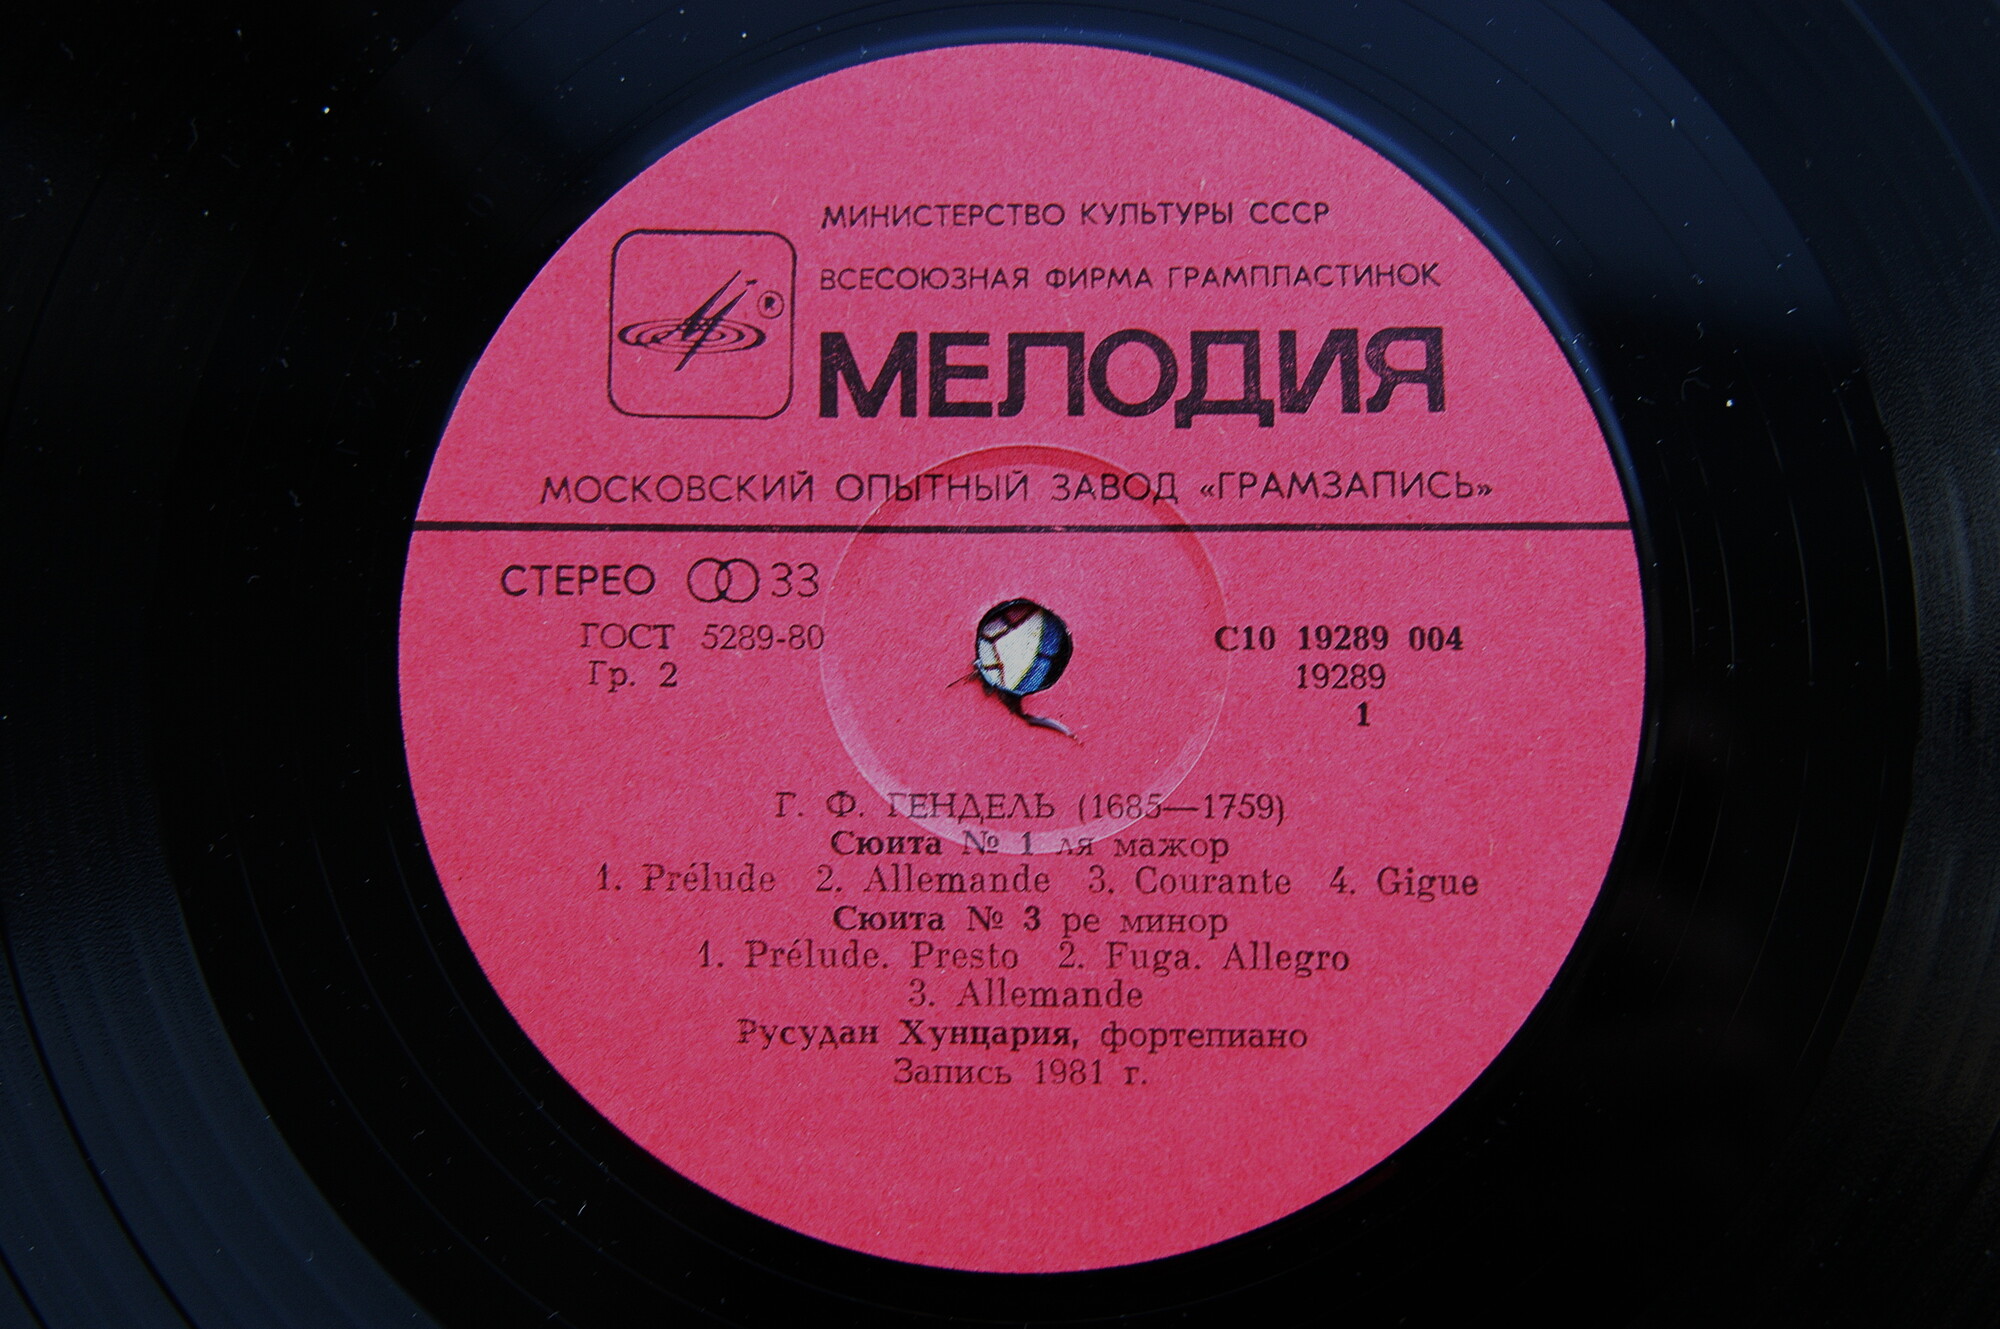 МИНИСТЕРСТВО КУЛЬТУРЫ СССР
ВСЕСОЮЗНАЯ ФИРМА ГРАМПЛАСТИНОК
®
МЕЛОДИЯ
МОСКОВСКИЙ ОПЫТНЫЙ ЗАВОД «ГРАМЗАПИСЬ»
СТЕРЕО 33
ГОСТ 5289-80
Гр. 2
С10 19289 004
19289
1
Г. Ф. ГЕНДЕЛЬ (1685—1759)
Сюита № 1 ля мажор
1. Prélude 2. Allemande 3. Courante 4. Gigue
Сюита № 3 ре минор
1. Prélude. Presto 2. Fuga. Allegro
3. Allemande
Русудан Хунцария, фортепиано
Запись 1981 г.